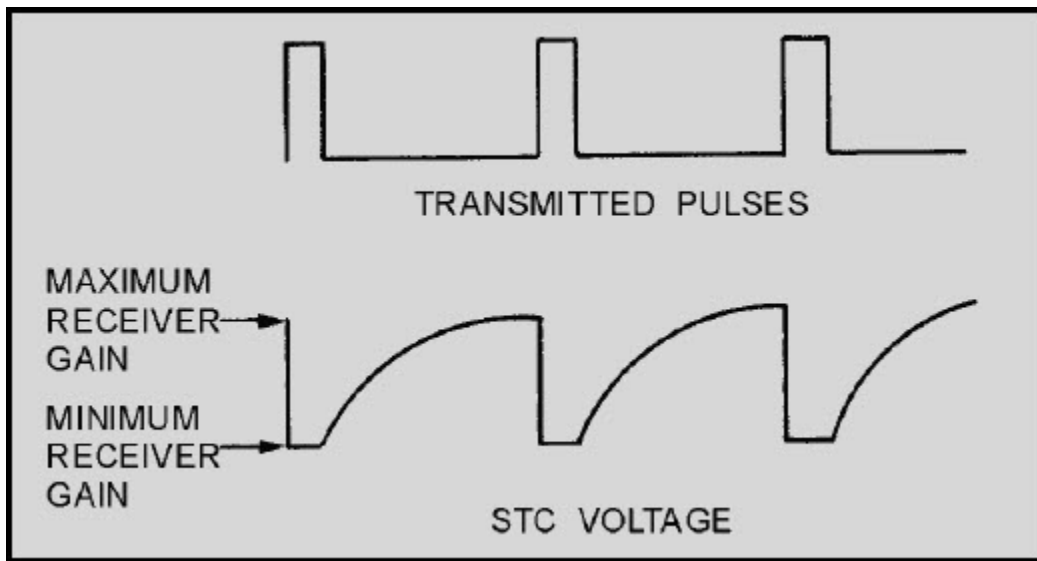 TRANSMITTED PULSES
MAXIMUM
RECEIVER
GAIN
MINIMUM
RECEIVER
GAIN
STC VOLTAGE